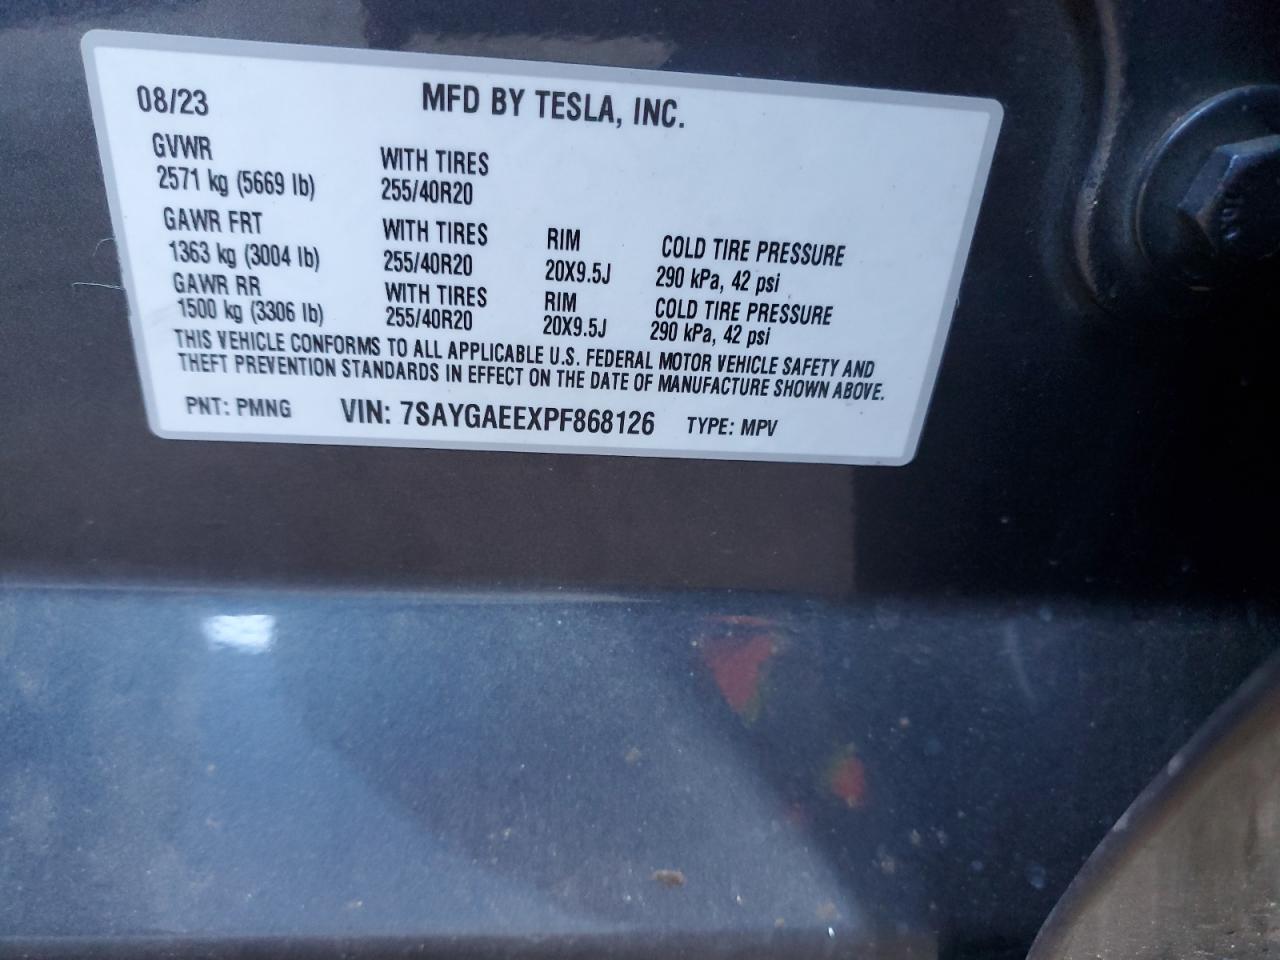 08/23 MFD BY TESLA, INC.
GVWR WITH TIRES
2571 kg (5669 lb) 255/40R20
GAWR FRT WITH TIRES RIM COLD TIRE PRESSURE
1363 kg (3004 lb) 255/40R20 20X9.5J 290 kPa, 42 psi
GAWR RR WITH TIRES RIM COLD TIRE PRESSURE
1500 kg (3306 lb) 255/40R20 20X9.5J 290 kPa, 42 psi
THIS VEHICLE CONFORMS TO ALL APPLICABLE U.S. FEDERAL MOTOR VEHICLE SAFETY AND
THEFT PREVENTION STANDARDS IN EFFECT ON THE DATE OF MANUFACTURE SHOWN ABOVE.
PNT: PMNG VIN: 7SAYGAEEXPF868126 TYPE: MPV